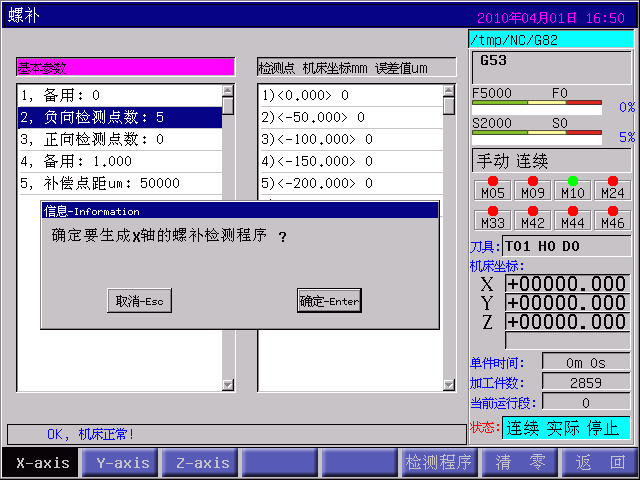 螺补
2010年04月01日 16:50
基本参数
1, 备用: 0
2, 负向检测点数: 5
3, 正向检测点数: 0
4, 备用: 1.000
5, 补偿点距um: 50000
检测点 机床坐标mm 误差值um
1)<0.000> 0
2)<-50.000> 0
3)<-100.000> 0
4)<-150.000> 0
5)<-200.000> 0
信息-Information
确定要生成X轴的螺补检测程序 ?
取消-Esc
确定-Enter
OK, 机床正常!
/tmp/NC/G82
G53
F5000 F0
0%
S2000 S0
5%
手动 连续
M05 M09 M10 M24
M33 M42 M44 M46
刀具: T01 H0 D0
机床坐标:
X +00000.000
Y +00000.000
Z +00000.000
单件时间: 0m 0s
加工件数: 2859
当前运行段: 0
状态: 连续 实际 停止
X-axis Y-axis Z-axis 检测程序 清 零 返 回